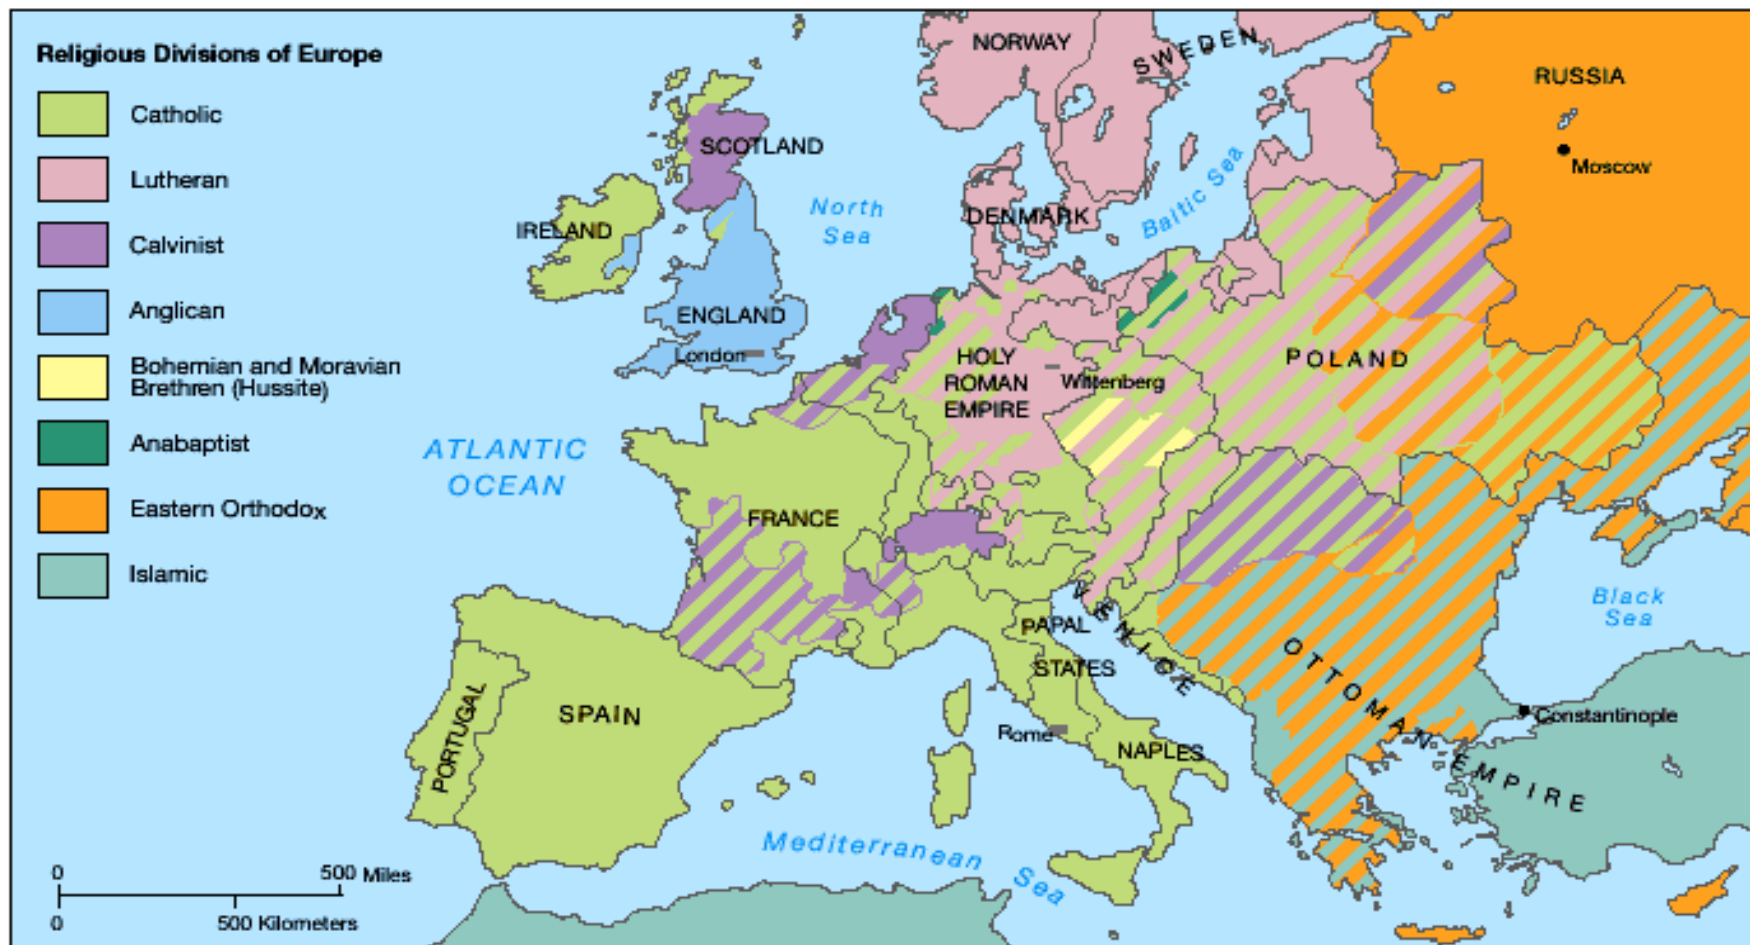 Religious Divisions of Europe
Catholic
Lutheran
Calvinist
Anglican
Bohemian and Moravian
Brethren (Hussite)
Anabaptist
Eastern Orthodox
Islamic
NORWAY
SWEDEN
RUSSIA
Moscow
SCOTLAND
North
Sea
DENMARK
Baltic Sea
IRELAND
ENGLAND
London
HOLY
ROMAN
EMPIRE
Wittenberg
POLAND
ATLANTIC
OCEAN
FRANCE
VENICE
PAPAL
STATES
Black
Sea
OTTOMAN EMPIRE
Constantinople
PORTUGAL
SPAIN
Rome
NAPLES
Mediterranean Sea
0 500 Miles
0 500 Kilometers